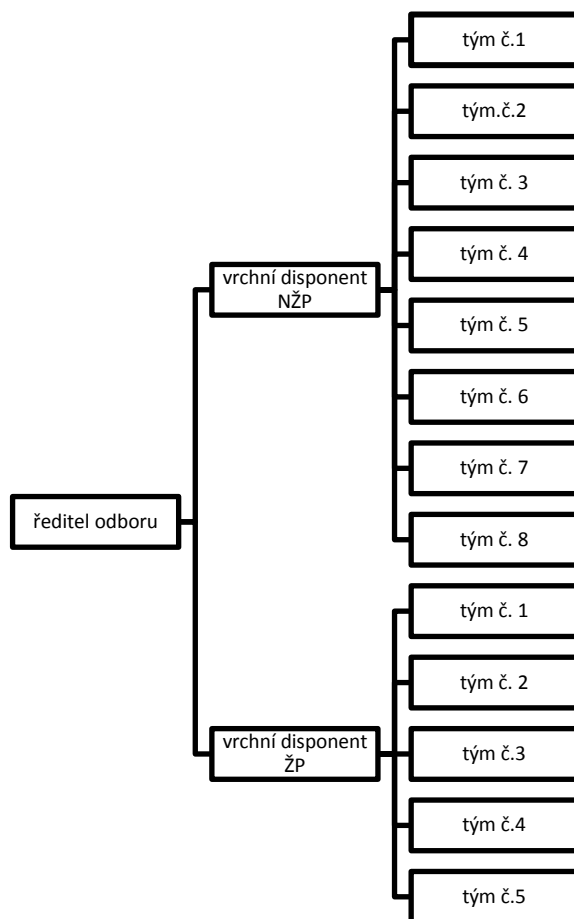 ředitel odboru
vrchní disponent
NŽP
tým č.1
tým.č.2
tým č. 3
tým č. 4
tým č. 5
tým č. 6
tým č. 7
tým č. 8
vrchní disponent
ŽP
tým č. 1
tým č. 2
tým č.3
tým č.4
tým č.5